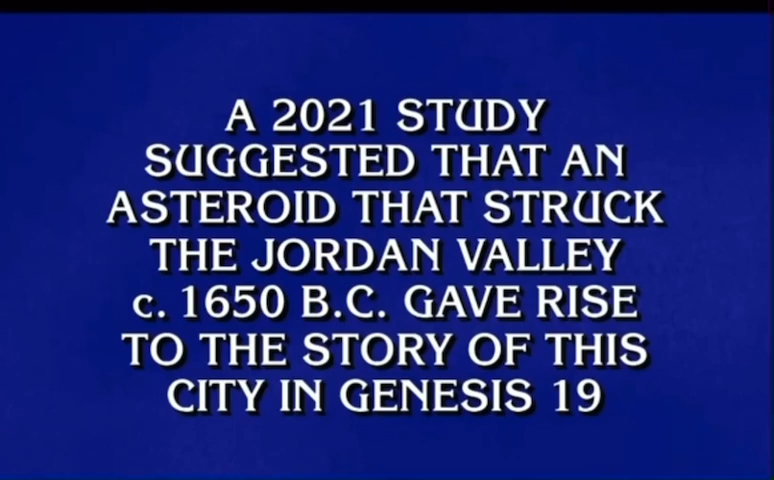 A 2021 STUDY
SUGGESTED THAT AN
ASTEROID THAT STRUCK
THE JORDAN VALLEY
c. 1650 B.C. GAVE RISE
TO THE STORY OF THIS
CITY IN GENESIS 19